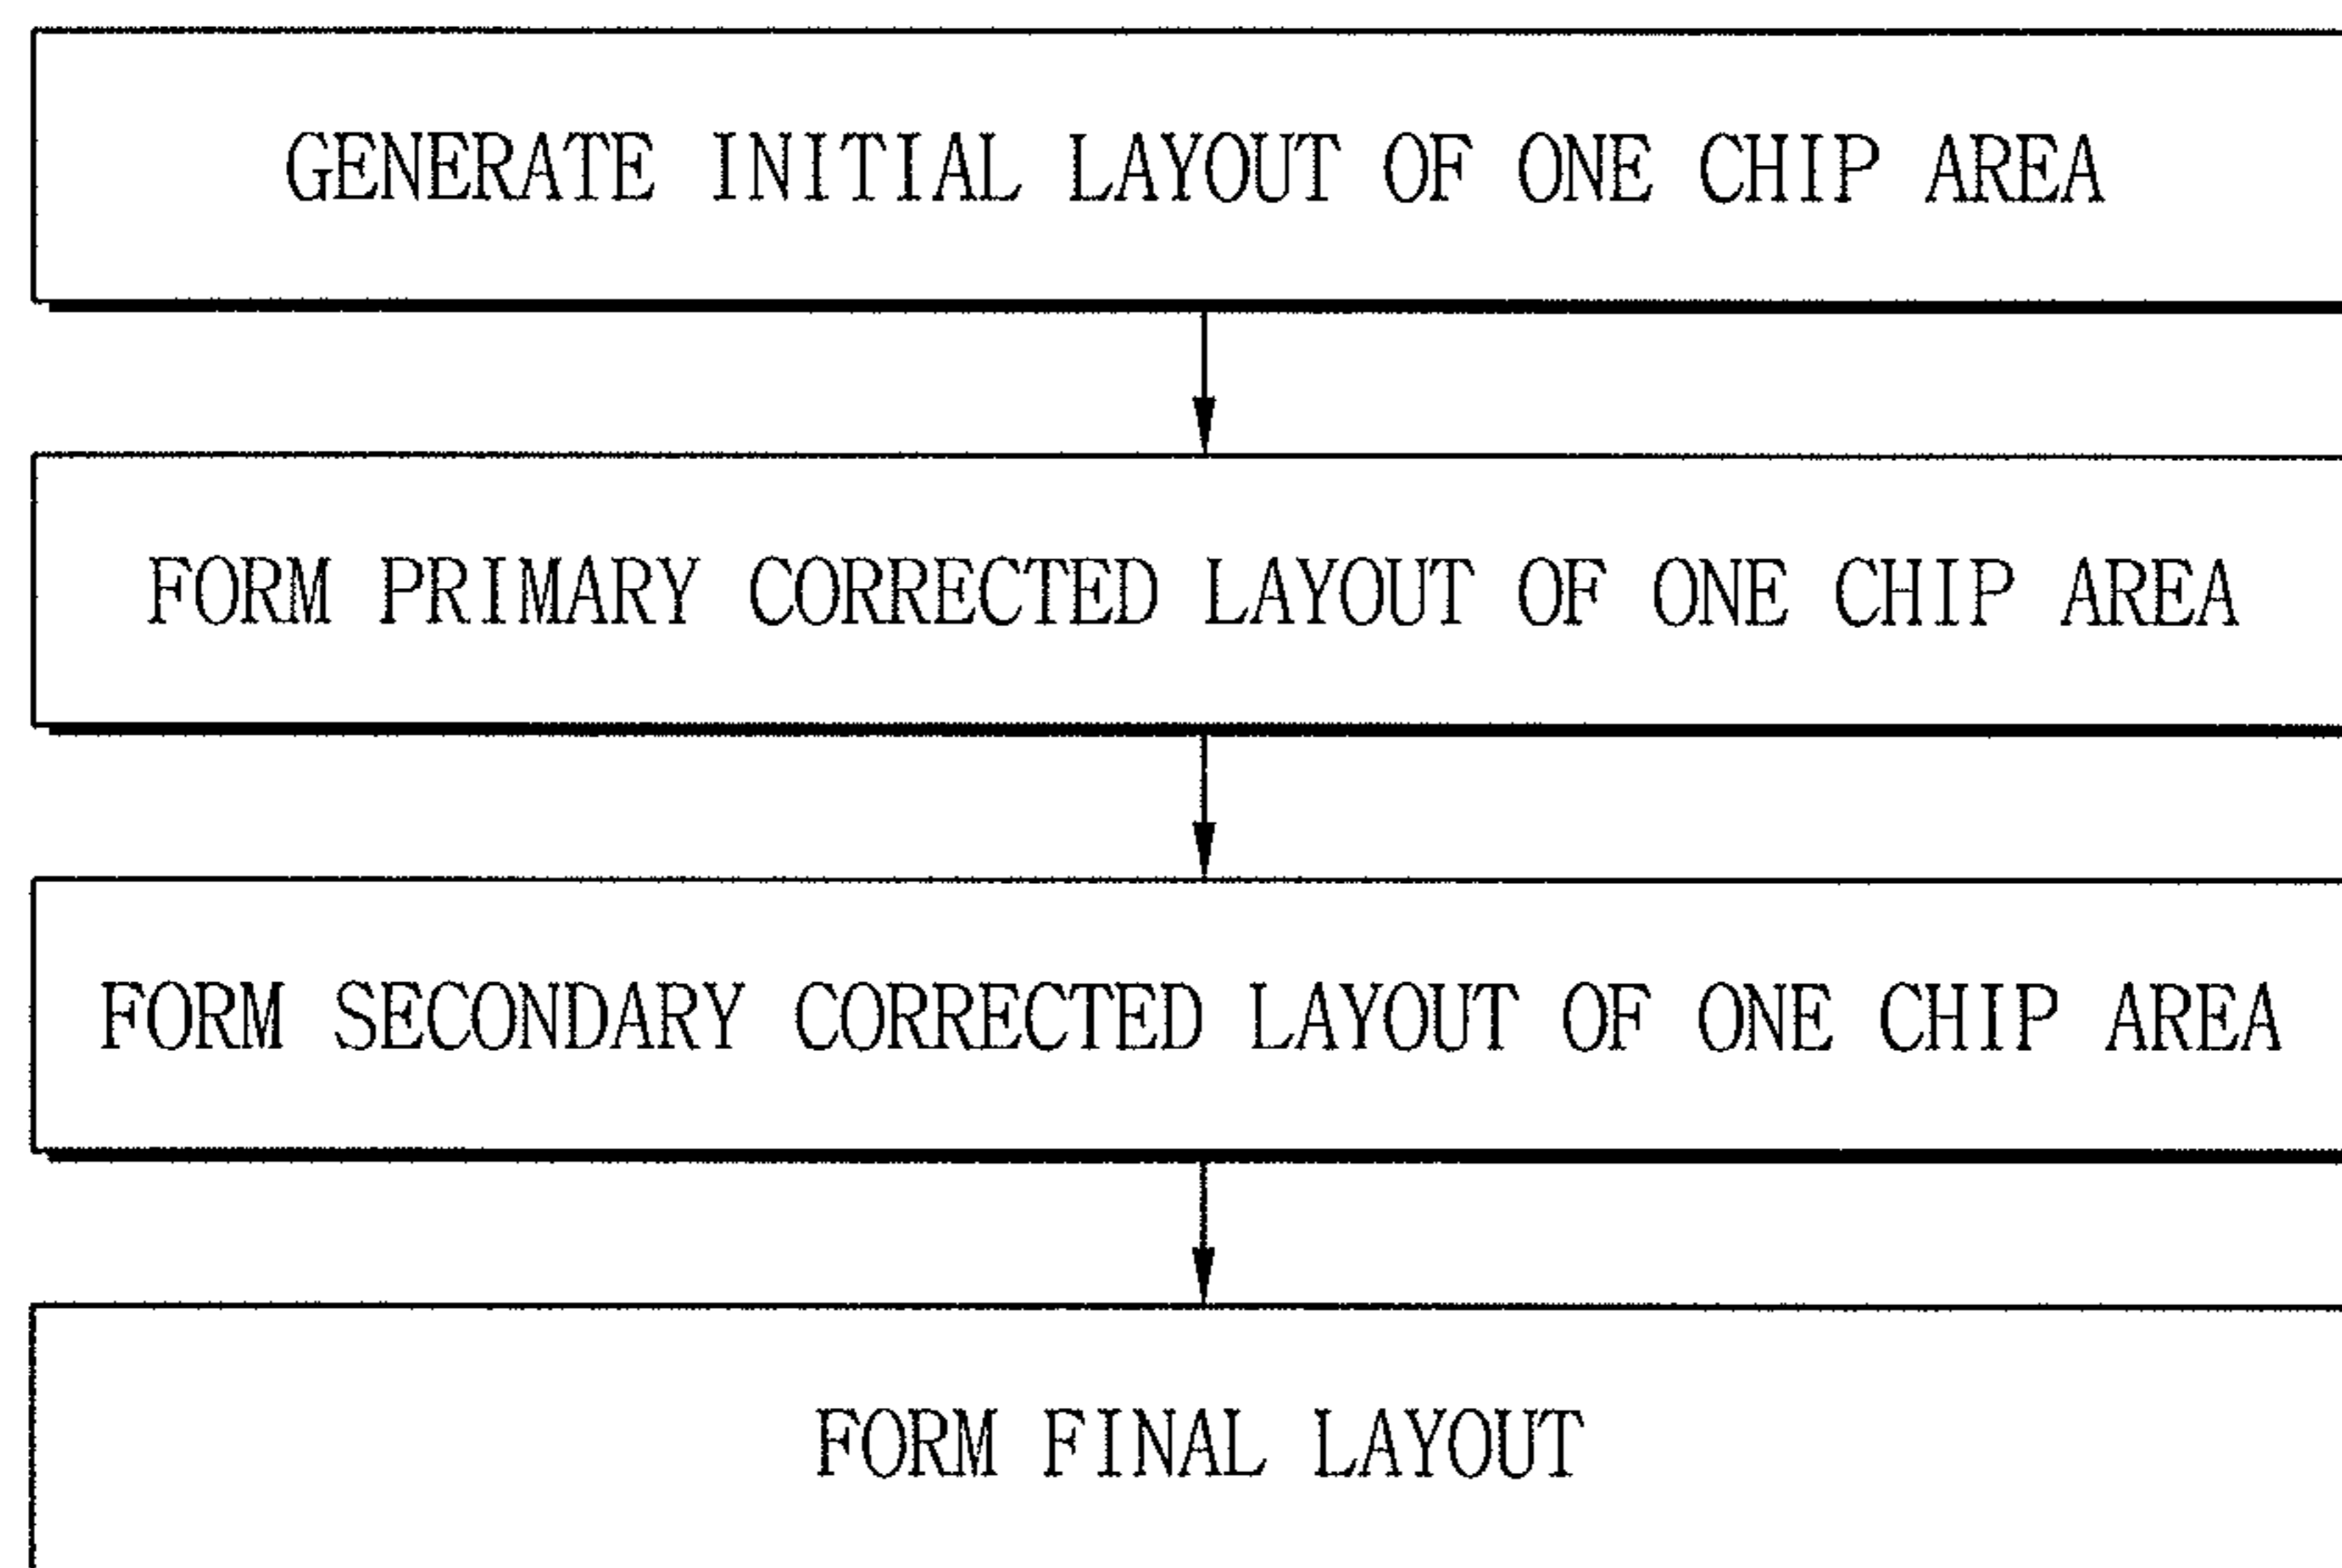 GENERATE INITIAL LAYOUT OF ONE CHIP AREA
FORM PRIMARY CORRECTED LAYOUT OF ONE CHIP AREA
FORM SECONDARY CORRECTED LAYOUT OF ONE CHIP AREA
FORM FINAL LAYOUT